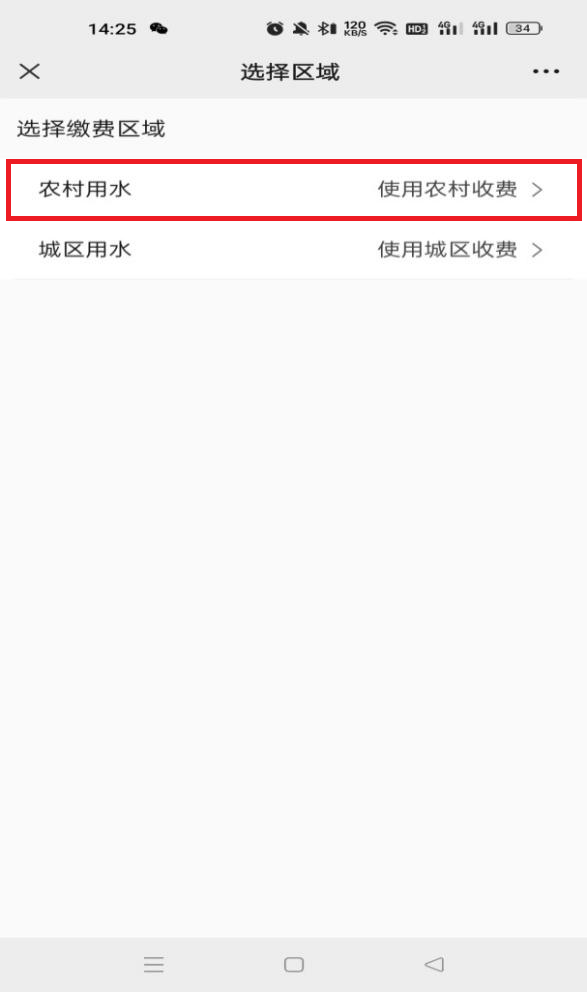 14:25 120 KB/S HD 4G 4G 34
选择区域
选择缴费区域
农村用水 使用农村收费
城区用水 使用城区收费